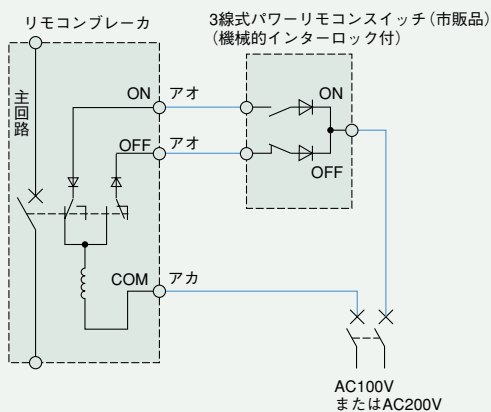 リモコンブレーカ
3線式パワーリモコンスイッチ（市販品）
（機械的インターロック付）
主回路
ON
アオ
ON
OFF
アオ
OFF
COM
アカ
AC100V
またはAC200V